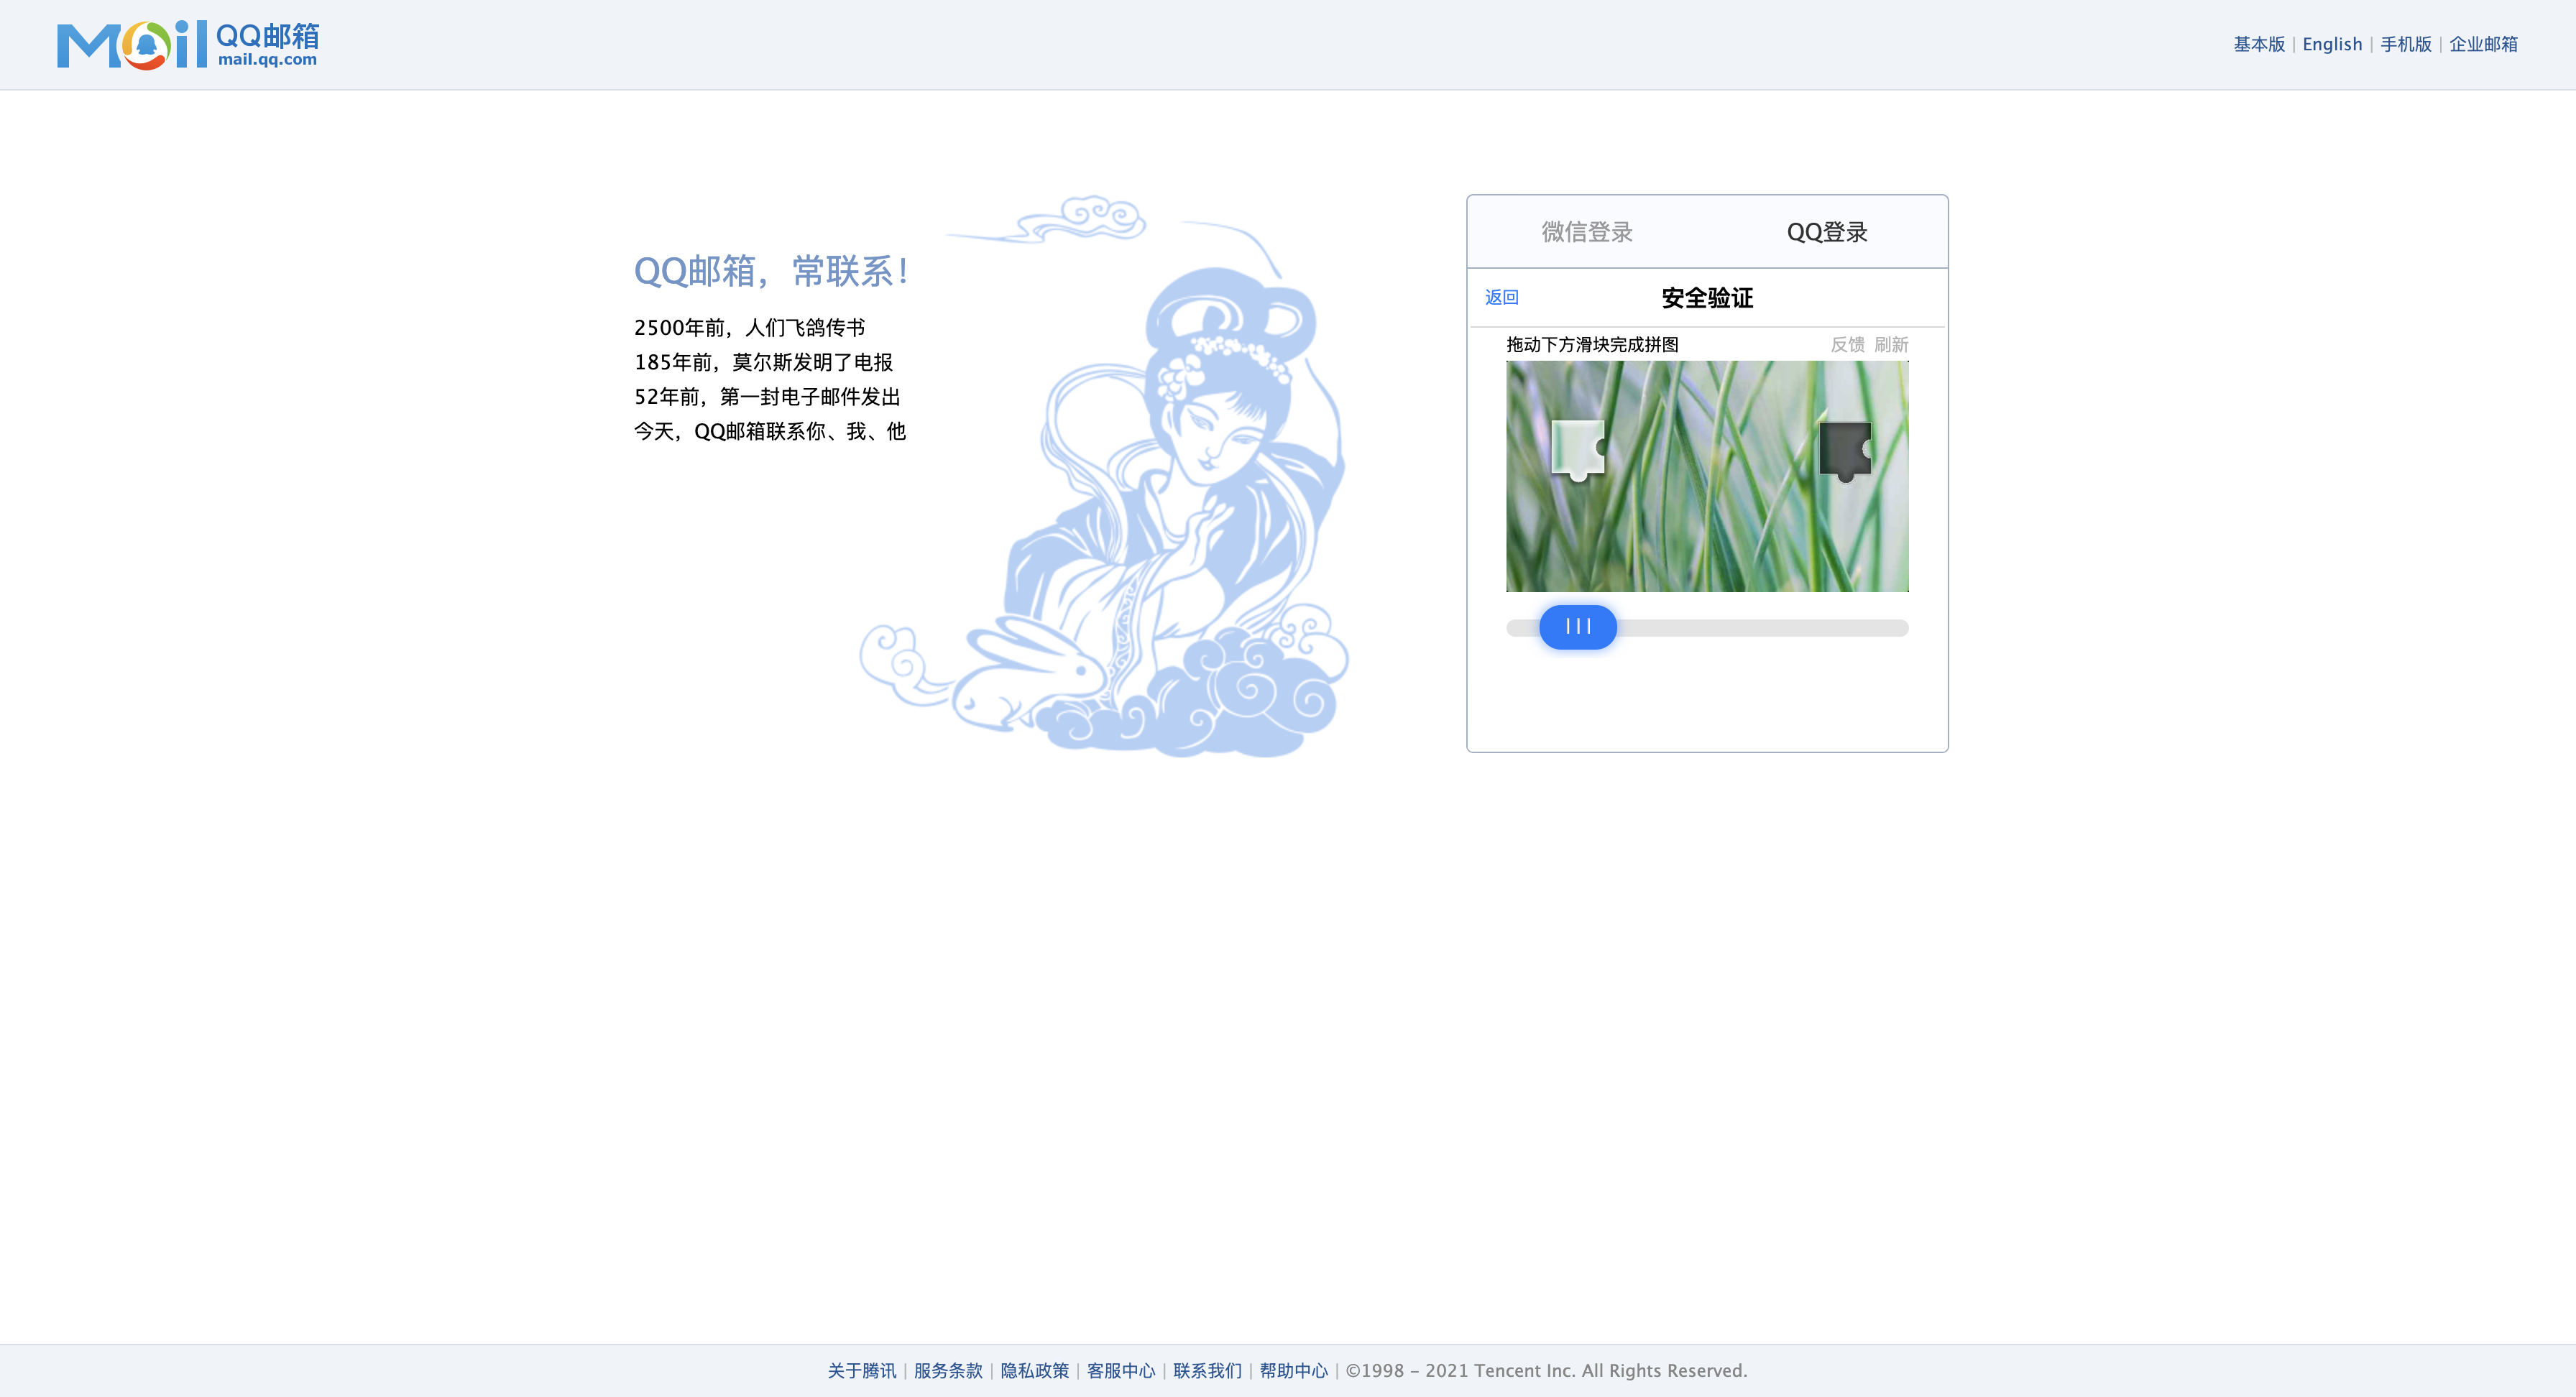 Mail QQ邮箱
mail.qq.com
基本版 | English | 手机版 | 企业邮箱
QQ邮箱，常联系！
2500年前，人们飞鸽传书
185年前，莫尔斯发明了电报
52年前，第一封电子邮件发出
今天，QQ邮箱联系你、我、他
微信登录 QQ登录
返回 安全验证
拖动下方滑块完成拼图 反馈 刷新
关于腾讯 | 服务条款 | 隐私政策 | 客服中心 | 联系我们 | 帮助中心 | ©1998 - 2021 Tencent Inc. All Rights Reserved.